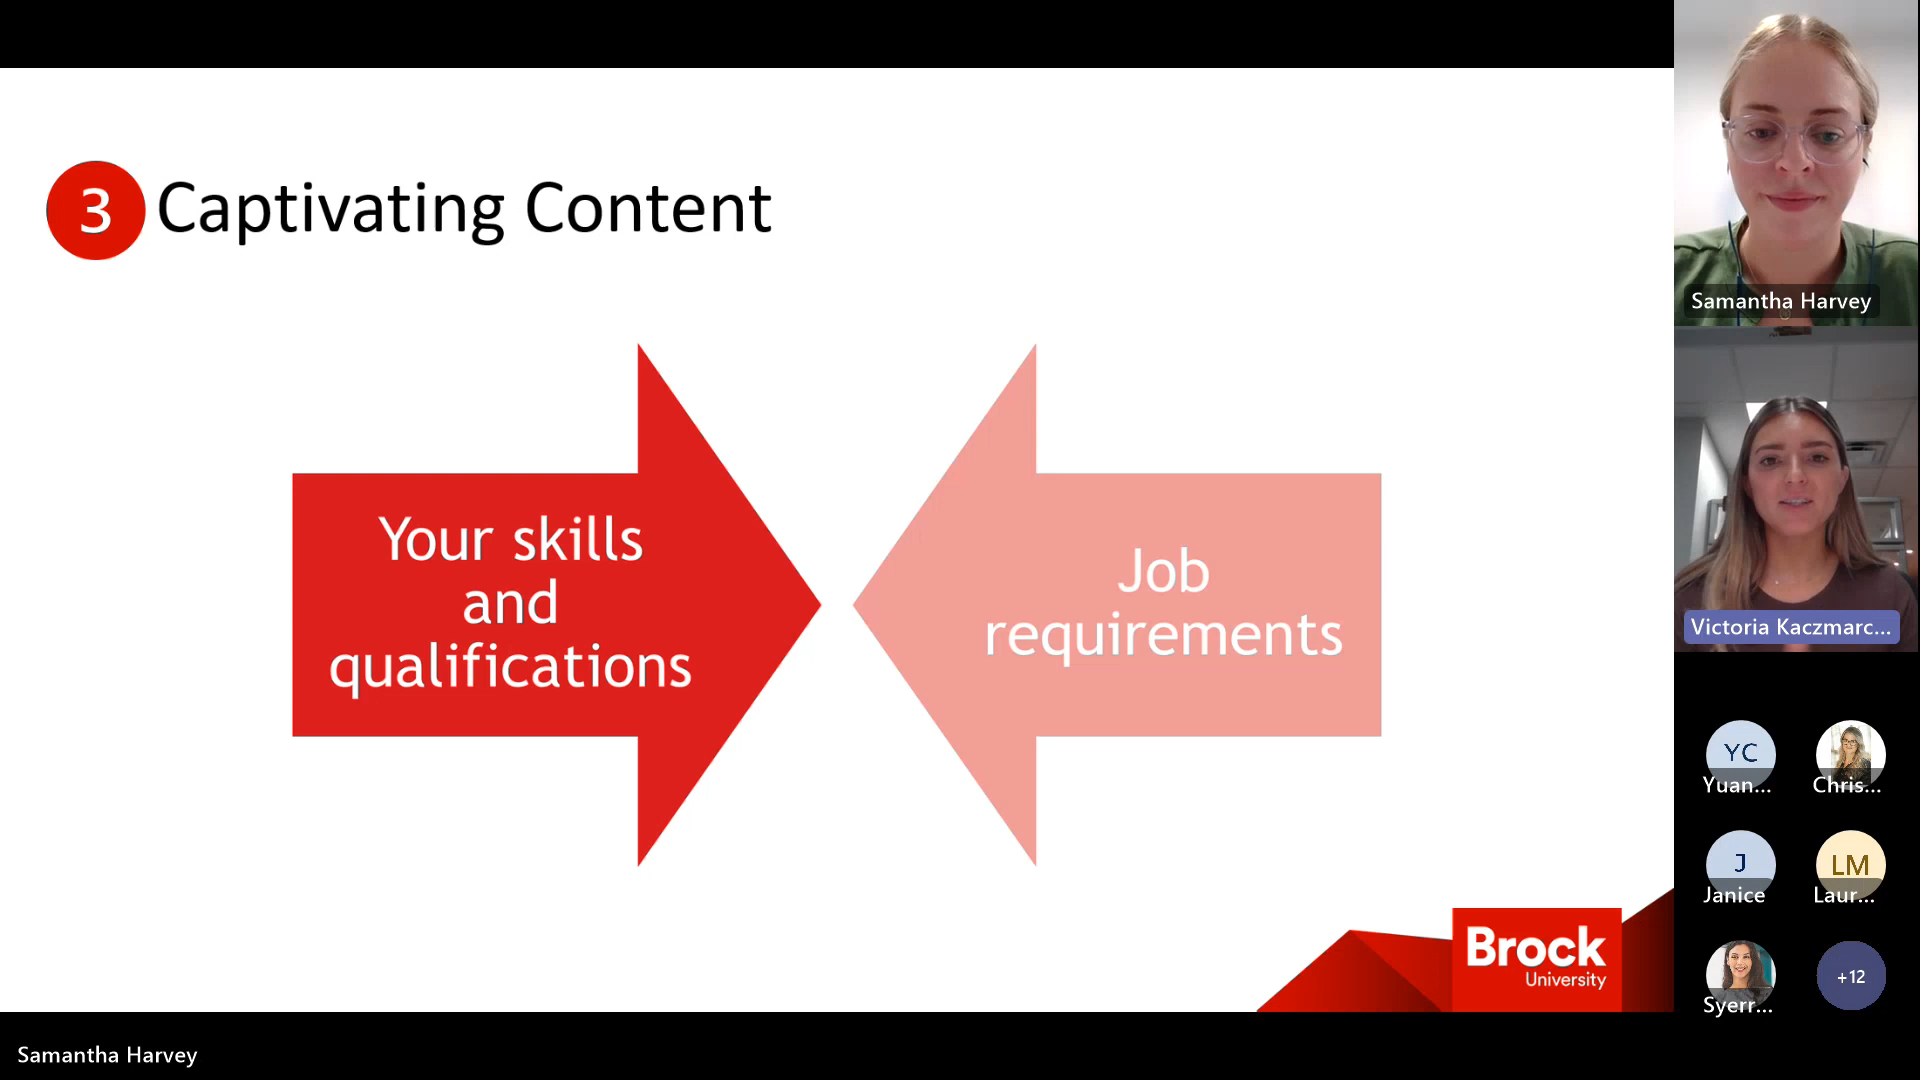 3 Captivating Content
Your skills
and
qualifications
Job
requirements
Brock
University
Samantha Harvey
Samantha Harvey
Victoria Kaczmarc...
YC
Yuan...
Chris...
J
Janice
LM
Laur...
Syerr...
+12